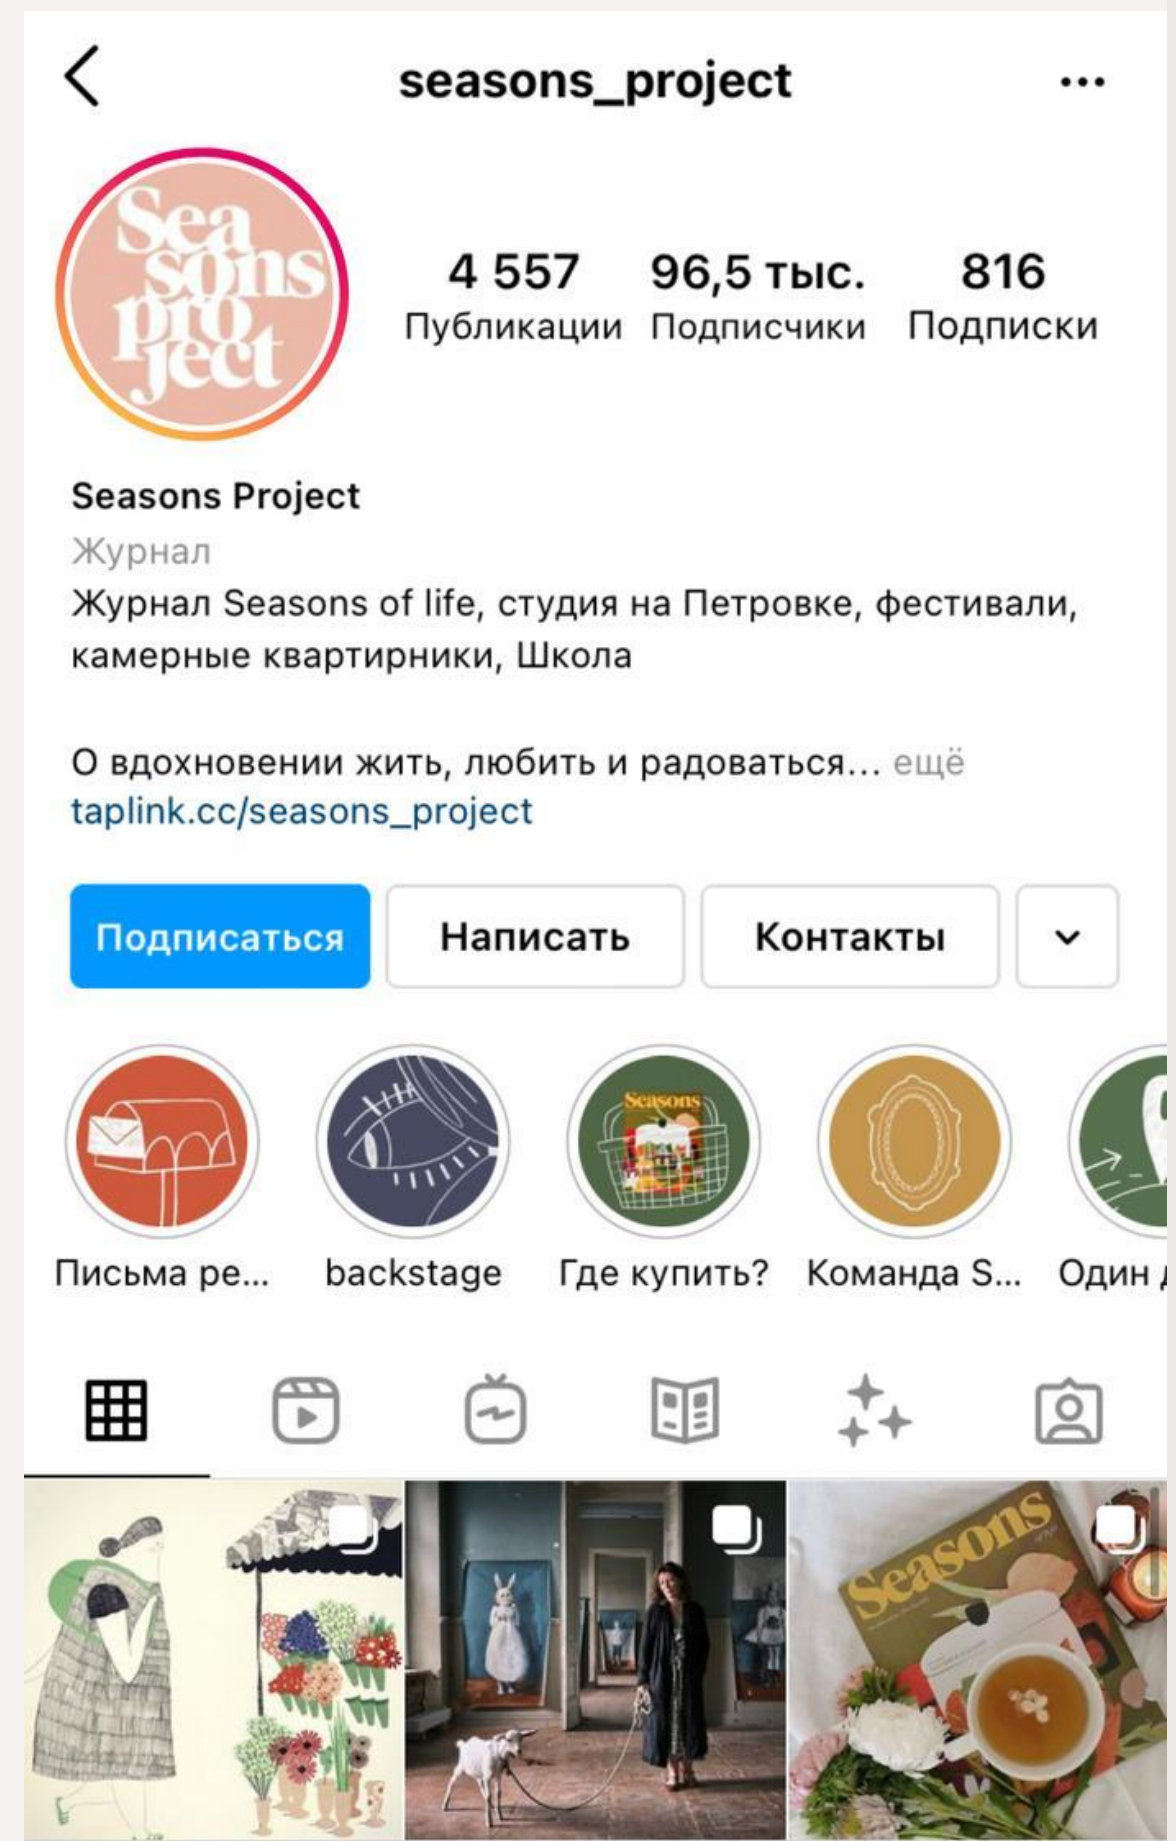 seasons_project
Sea
sons
pro
ject
4 557 96,5 тыс. 816
Публикации Подписчики Подписки
Seasons Project
Журнал
Журнал Seasons of life, студия на Петровке, фестивали,
камерные квартирники, Школа
О вдохновении жить, любить и радоваться... ещё
taplink.cc/seasons_project
Подписаться Написать Контакты
Seasons
Письма ре... backstage Где купить? Команда S... Один
Seasons